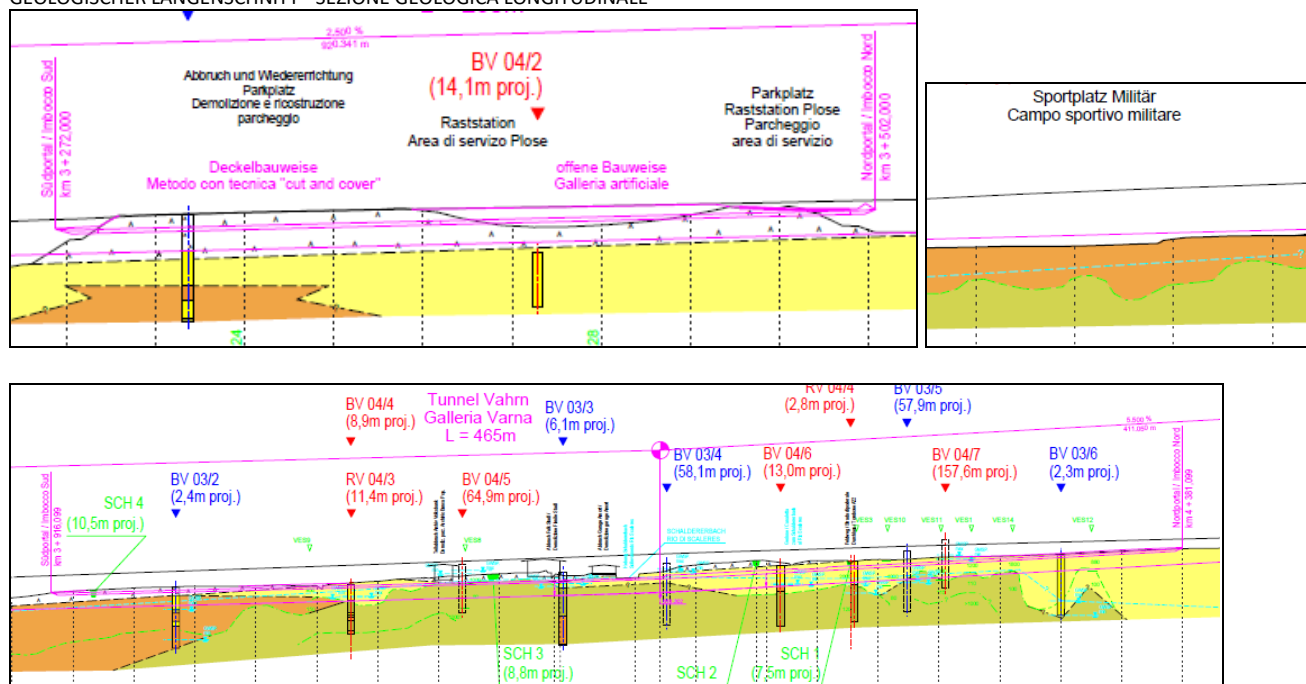 GEOLOGISCHER LÄNGENSCHNITT - SEZIONE GEOLOGICA LONGITUDINALE
2,500 %
920.341 m
Südportal / Imbocco Sud
km 3 + 272,000
Abbruch und Wiedererrichtung
Parkplatz
Demolizione e ricostruzione
parcheggio
BV 04/2
(14,1m proj.)
Raststation
Area di servizo Plose
Parkplatz
Raststation Plose
Parcheggio
area di servizio
Nordportal / Imbocco Nord
km 3 + 502,000
Deckelbauweise
Metodo con tecnica "cut and cover"
offene Bauweise
Galleria artificiale
24
28
Sportplatz Militär
Campo sportivo militare
Tunnel Vahrn
Galleria Varna
L = 465m
BV 04/4
(8,9m proj.)
BV 03/3
(6,1m proj.)
RV 04/4
(2,8m proj.)
BV 03/5
(57,9m proj.)
5,500 %
Südportal / Imbocco Sud
km 3 + 916,099
SCH 4
(10,5m proj.)
BV 03/2
(2,4m proj.)
RV 04/3
(11,4m proj.)
BV 04/5
(64,9m proj.)
BV 03/4
(58,1m proj.)
BV 04/6
(13,0m proj.)
BV 04/7
(157,6m proj.)
BV 03/6
(2,3m proj.)
Nordportal / Imbocco Nord
km 4 + 381,099
VES9
VES8
SCHALDERERBACH
RIO DI SCALERES
VES3
VES10
VES11
VES1
VES14
VES12
SCH 3
(8,8m proj.)
SCH 2
SCH 1
(7,5m proj.)